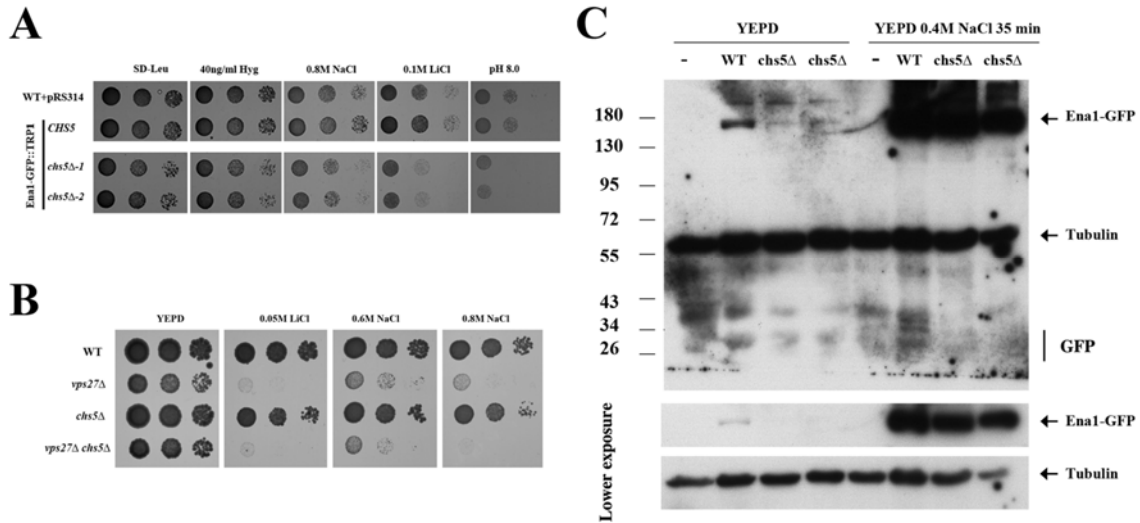 A
SD-Leu 40ng/ml Hyg 0.8M NaCl 0.1M LiCl pH 8.0
WT+pRS314
Ena1-GFP::TRP1
CHS5
chs5Δ-1
chs5Δ-2
B
YEPD 0.05M LiCl 0.6M NaCl 0.8M NaCl
WT
vps27Δ
chs5Δ
vps27Δ chs5Δ
C
YEPD YEPD 0.4M NaCl 35 min
- WT chs5Δ chs5Δ - WT chs5Δ chs5Δ
180
130
95
72
55
43
34
26
Ena1-GFP
Tubulin
GFP
Lower exposure
Ena1-GFP
Tubulin